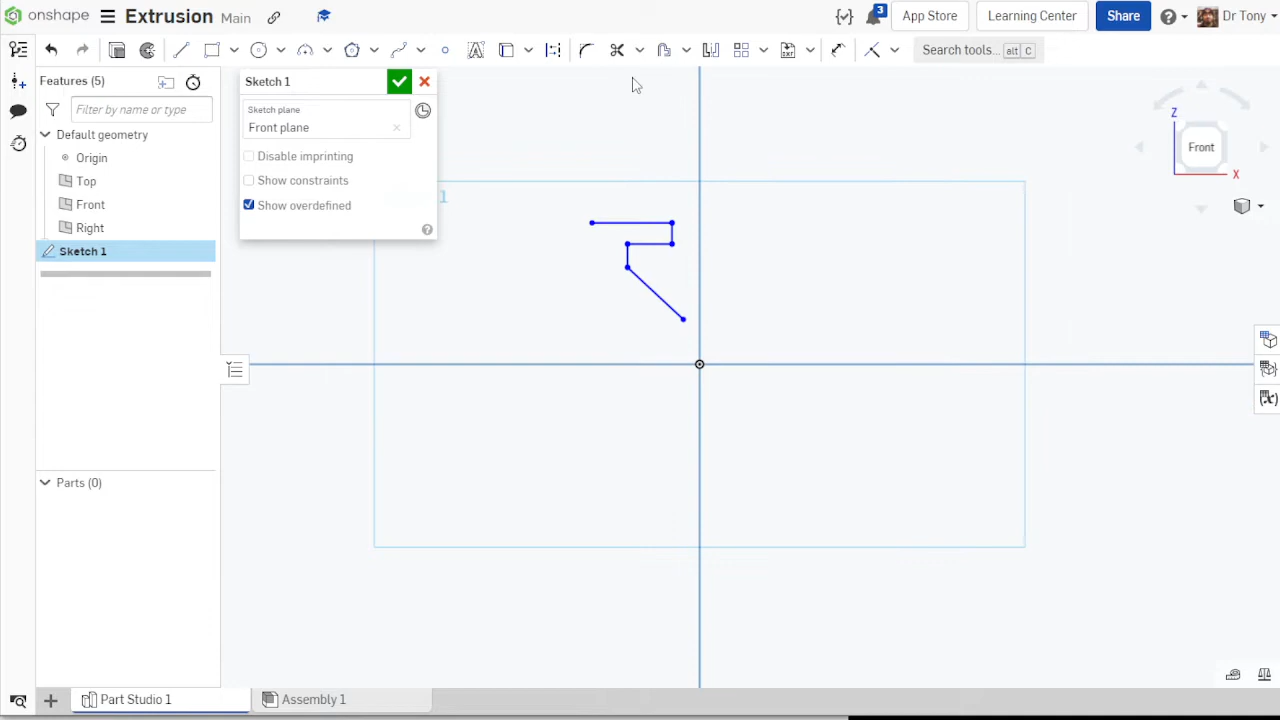 onshape Extrusion Main 3 App Store Learning Center Share Dr Tony
Search tools... alt C
Features (5)
Filter by name or type
Default geometry
Origin
Top
Front
Right
Sketch 1
Parts (0)
Sketch 1
Sketch plane
Front plane
Disable imprinting
Show constraints
Show overdefined
1
Z
Front
X
Part Studio 1 Assembly 1